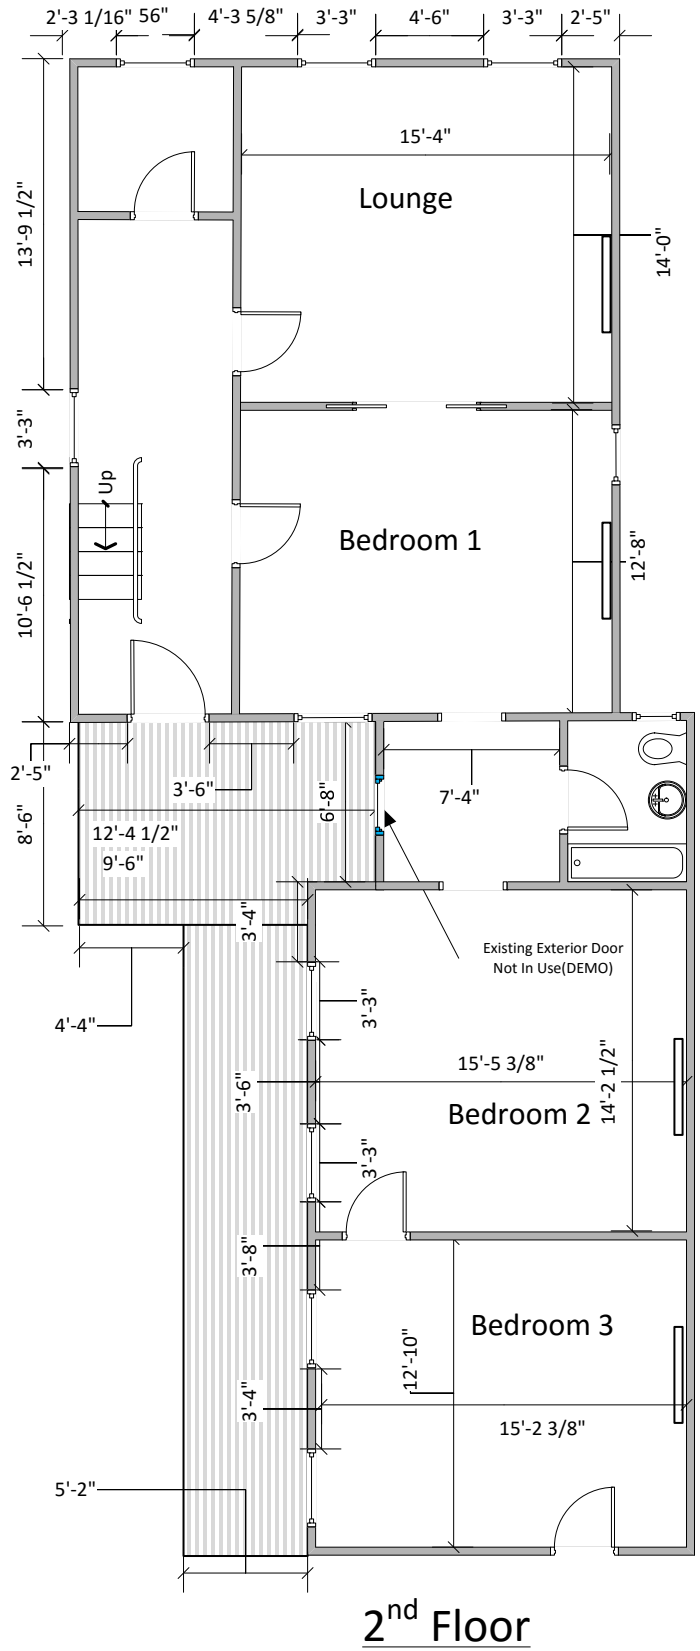 2'-3 1/16" 56" 4'-3 5/8" 3'-3" 4'-6" 3'-3" 2'-5"
15'-4"
Lounge
13'-9 1/2"
14'-0"
3'-3"
Up
Bedroom 1
12'-8"
10'-6 1/2"
2'-5"
3'-6"
6'-8"
7'-4"
8'-6"
12'-4 1/2"
9'-6"
3'-4"
Existing Exterior Door
Not In Use(DEMO)
4'-4"
3'-3"
15'-5 3/8"
14'-2 1/2"
3'-6"
Bedroom 2
3'-3"
3'-8"
Bedroom 3
12'-10"
3'-4"
15'-2 3/8"
5'-2"
2nd Floor